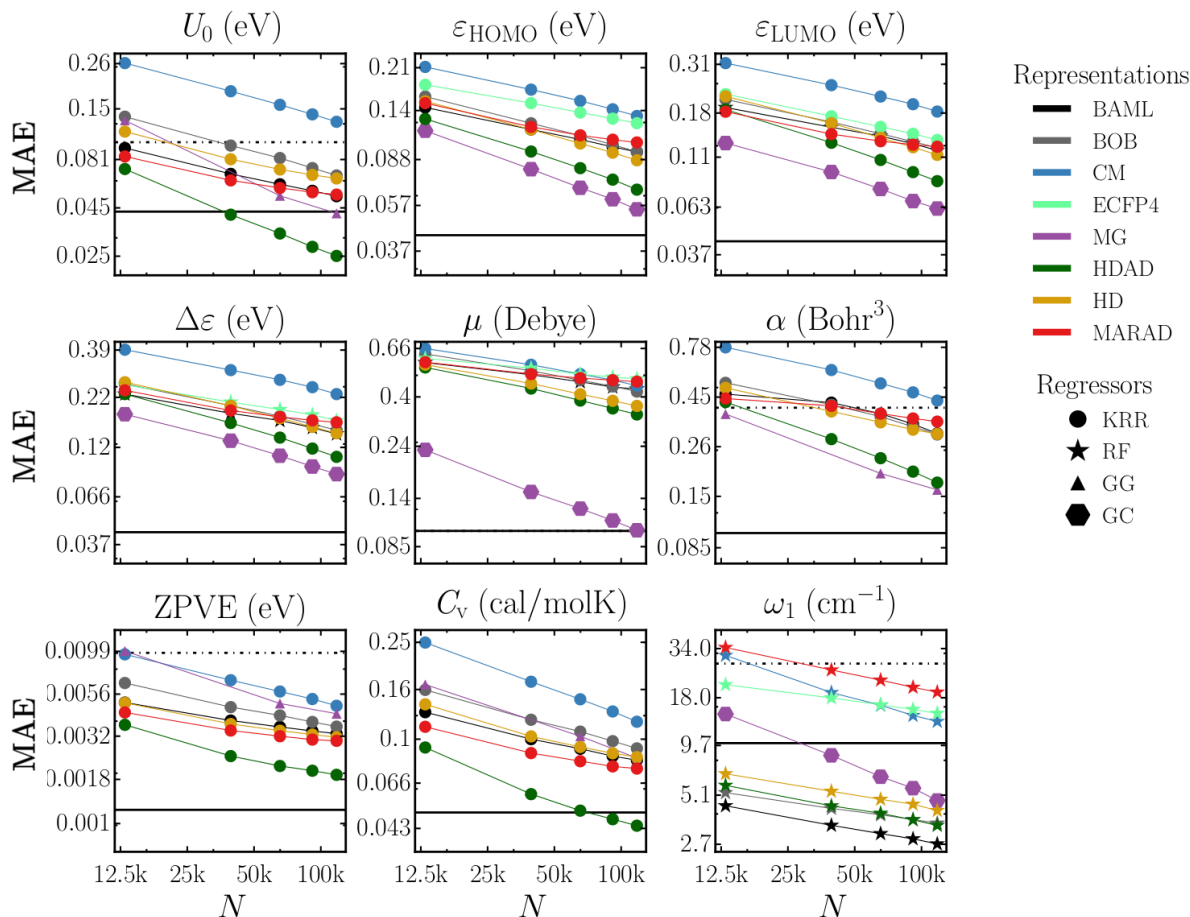 U₀ (eV)
ε_HOMO (eV)
ε_LUMO (eV)
MAE
0.26
0.15
0.081
0.045
0.025
0.21
0.14
0.088
0.057
0.037
0.31
0.18
0.11
0.063
0.037
Representations
BAML
BOB
CM
ECFP4
MG
HDAD
HD
MARAD
Regressors
KRR
RF
GG
GC
Δε (eV)
μ (Debye)
α (Bohr³)
MAE
0.39
0.22
0.12
0.066
0.037
0.66
0.4
0.24
0.14
0.085
0.78
0.45
0.26
0.15
0.085
ZPVE (eV)
C_v (cal/molK)
ω₁ (cm⁻¹)
MAE
0.0099
0.0056
0.0032
0.0018
0.001
0.25
0.16
0.1
0.066
0.043
34.0
18.0
9.7
5.1
2.7
12.5k 25k 50k 100k
12.5k 25k 50k 100k
12.5k 25k 50k 100k
N
N
N